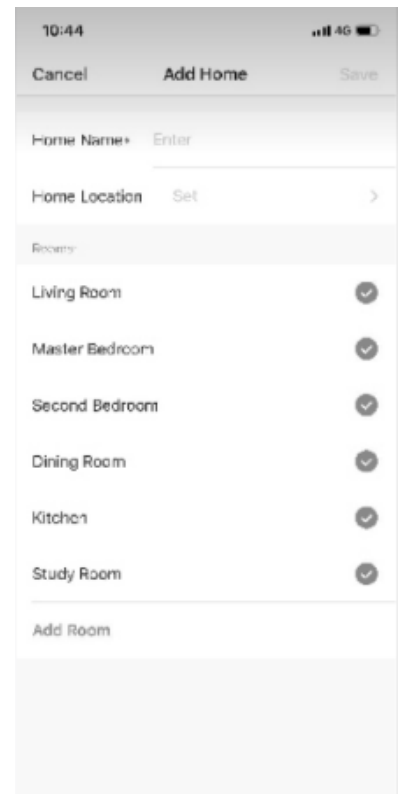 10:44 4G
Cancel Add Home Save
Home Name* Enter
Home Location Set >
Rooms
Living Room
Master Bedroom
Second Bedroom
Dining Room
Kitchen
Study Room
Add Room